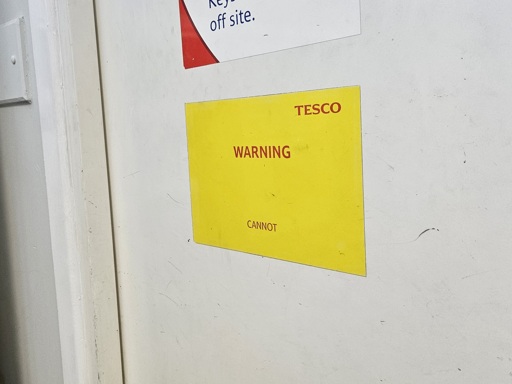 off site.
TESCO
WARNING
CANNOT